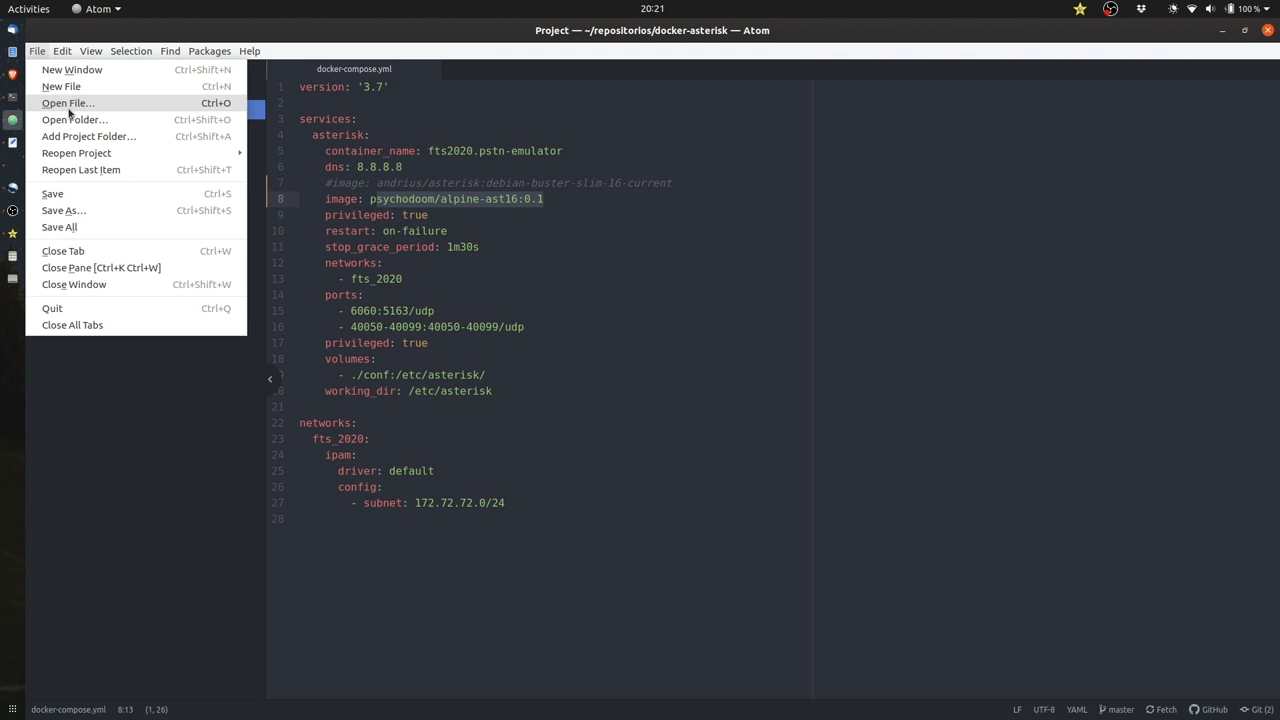 Activities
Atom
20:21
100 %
Project — ~/repositorios/docker-asterisk — Atom
File Edit View Selection Find Packages Help
New Window Ctrl+Shift+N
New File Ctrl+N
Open File… Ctrl+O
Open Folder… Ctrl+Shift+O
Add Project Folder… Ctrl+Shift+A
Reopen Project
Reopen Last Item Ctrl+Shift+T
Save Ctrl+S
Save As… Ctrl+Shift+S
Save All
Close Tab Ctrl+W
Close Pane [Ctrl+K Ctrl+W]
Close Window Ctrl+Shift+W
Quit Ctrl+Q
Close All Tabs
docker-compose.yml
1 version: '3.7'
2
3 services:
4 asterisk:
5 container_name: fts2020.pstn-emulator
6 dns: 8.8.8.8
7 #image: andrius/asterisk:debian-buster-slim-16-current
8 image: psychodoom/alpine-ast16:0.1
9 privileged: true
10 restart: on-failure
11 stop_grace_period: 1m30s
12 networks:
13 - fts_2020
14 ports:
15 - 6060:5163/udp
16 - 40050-40099:40050-40099/udp
17 privileged: true
18 volumes:
19 - ./conf:/etc/asterisk/
20 working_dir: /etc/asterisk
21
22 networks:
23 fts_2020:
24 ipam:
25 driver: default
26 config:
27 - subnet: 172.72.72.0/24
28
docker-compose.yml 8:13 (1, 26) LF UTF-8 YAML master Fetch GitHub Git (2)